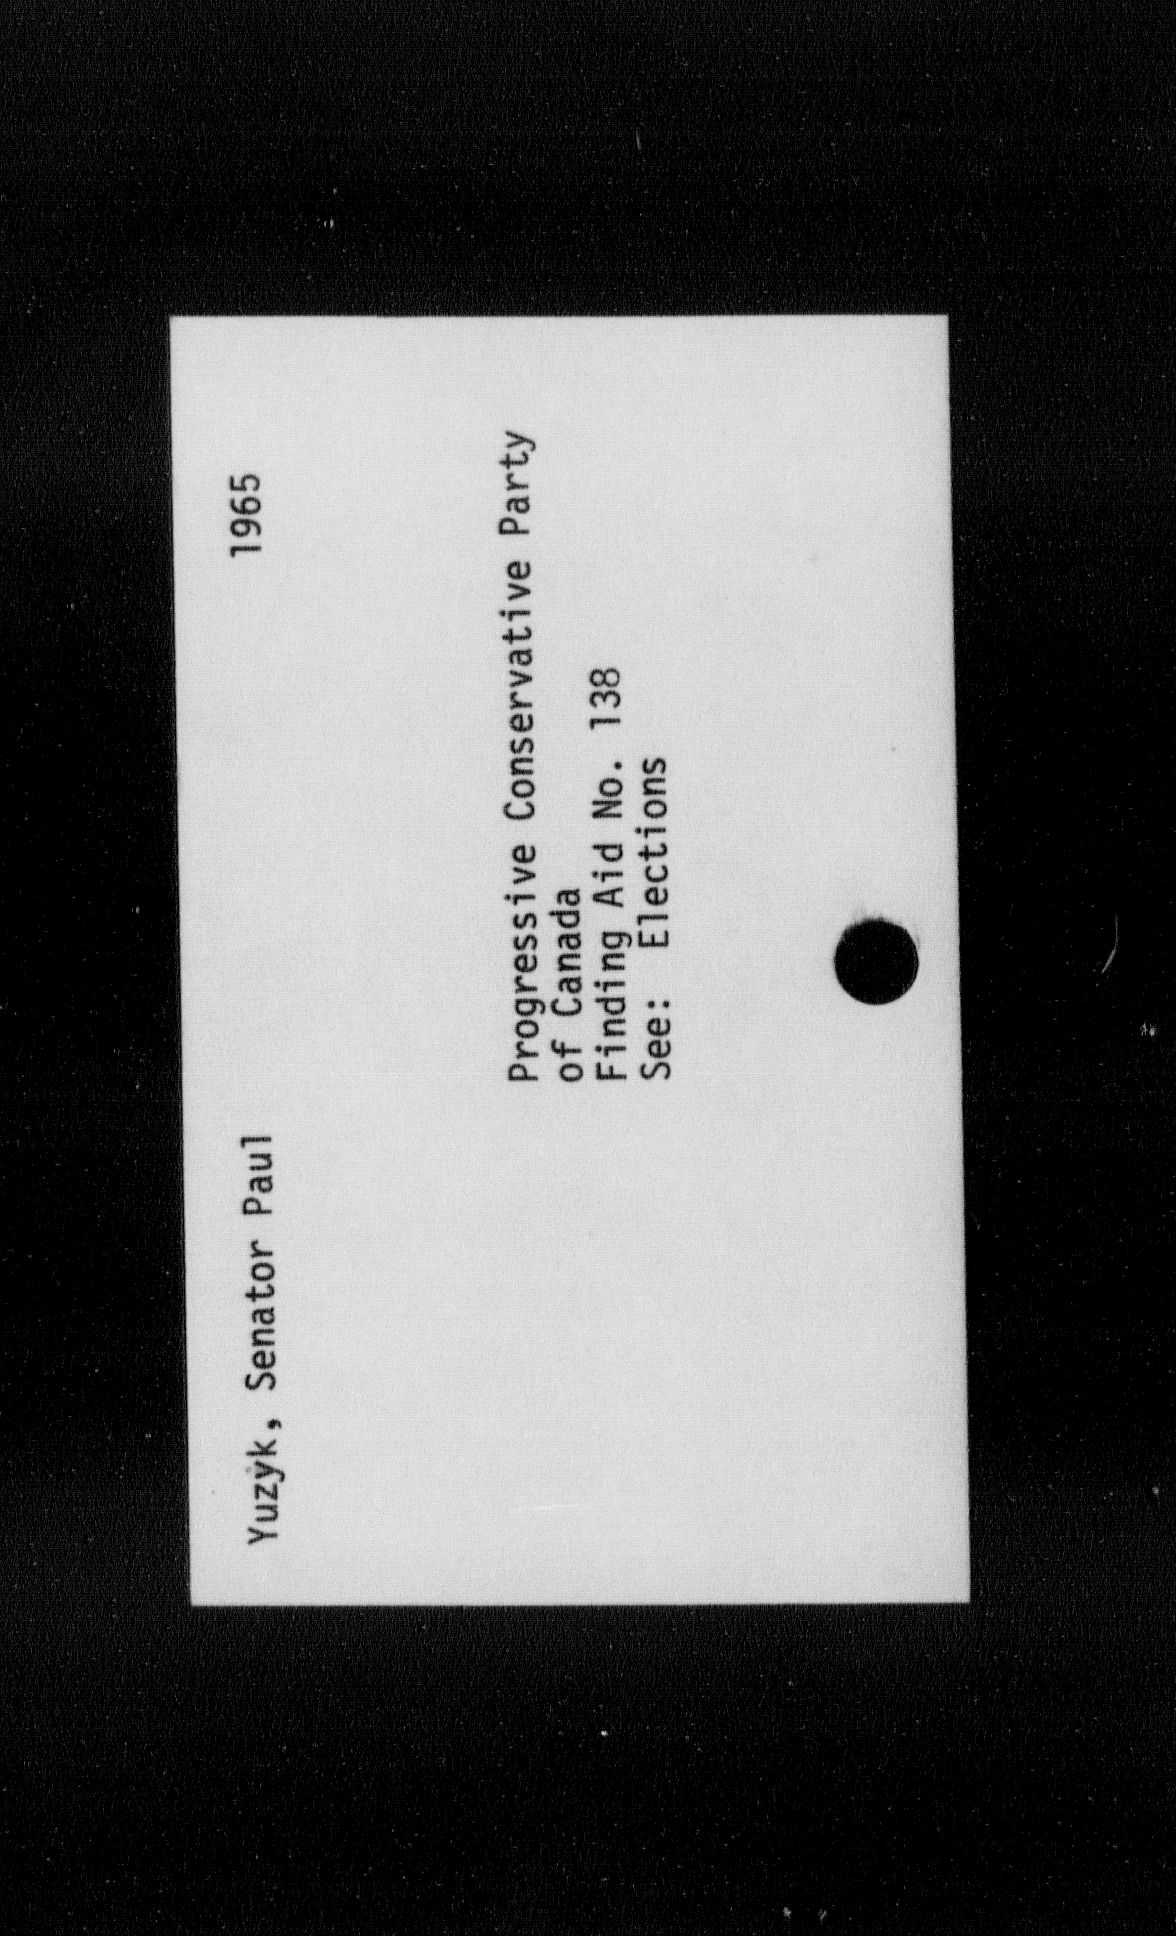 Yuzyk, Senator Paul 1965
Progressive Conservative Party
of Canada
Finding Aid No. 138
See: Elections